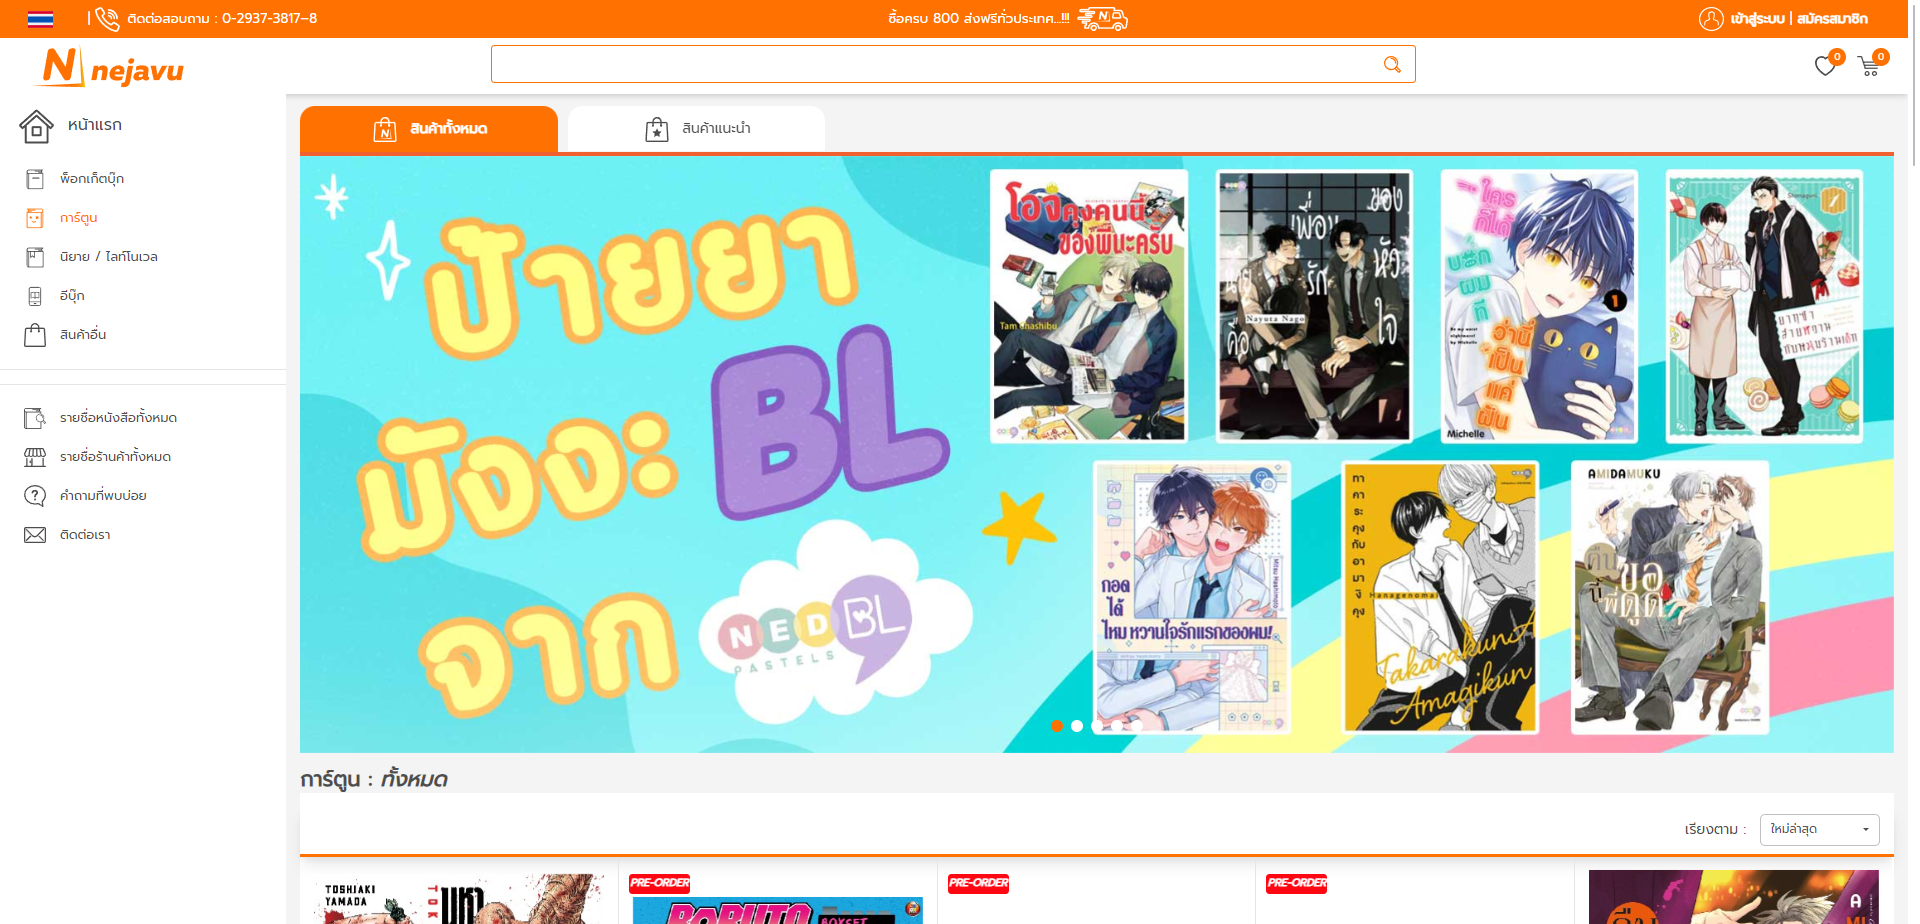 ติดต่อสอบถาม : 0-2937-3817-8
ซื้อครบ 800 ส่งฟรีทั่วประเทศ...!!!
เข้าสู่ระบบ | สมัครสมาชิก
N nejavu
0
0
หน้าแรก
พ็อกเก็ตบุ๊ก
การ์ตูน
นิยาย / ไลท์โนเวล
อีบุ๊ก
สินค้าอื่น
รายชื่อหนังสือทั้งหมด
รายชื่อร้านค้าทั้งหมด
คำถามที่พบบ่อย
ติดต่อเรา
สินค้าทั้งหมด
สินค้าแนะนำ
ป้ายยา
มังงะ BL
จาก
NED BL
PASTELS
โอจิคุงคนนี้
ของพี่นะครับ
Tam Ohashibu
เพื่อน
รัก
ของ
หัวใจ
คือ
Nayuta Nago
ใคร
ก็ได้
บอก
ผม
ที
ว่านี่
เป็น
แค่
ฝัน
1
Michelle
ยากูซ่า
สายหวาน
กับหนุ่มร้านเค้ก
กอด
ได้
ไหม หวานใจรักแรกของผม!
Mitsu Hashimoto
ทาคาระคุงกับอามางิคุง
Hanagenoma
Takarakun &
Amagikun
AMIDAMUKU
คืน
นี้
พี่
ขอ
ดูด
1
การ์ตูน : ทั้งหมด
เรียงตาม :
ใหม่ล่าสุด
TOSHIAKI
YAMADA
มหา
PRE-ORDER
BORUTO
BOXSET
PRE-ORDER
PRE-ORDER